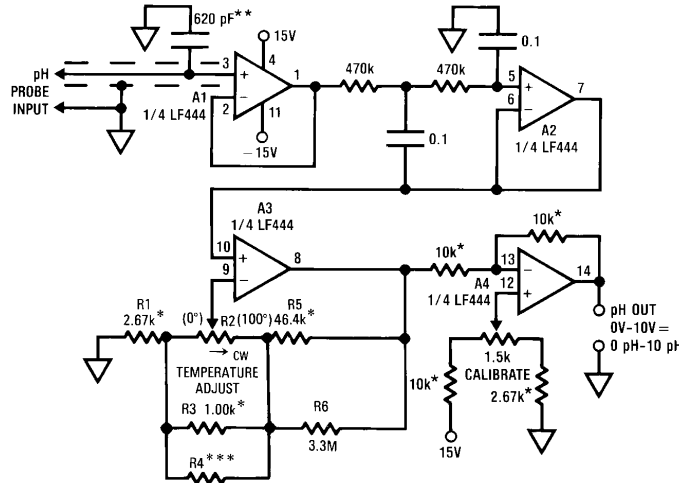 620 pF**
15V
4
3
+
1
pH
PROBE
INPUT
A1
2
−
1/4 LF444
11
−15V
470k
470k
0.1
0.1
5
+
6
−
7
A2
1/4 LF444
A3
1/4 LF444
10
+
9
−
8
10k*
10k*
13
−
12
+
14
A4
1/4 LF444
R1
2.67k*
(0°)
R2(100°)
R5
46.4k*
→ CW
TEMPERATURE
ADJUST
R3 1.00k*
R4***
R6
3.3M
1.5k
CALIBRATE
10k*
2.67k*
15V
pH OUT
0V-10V =
0 pH-10 pH